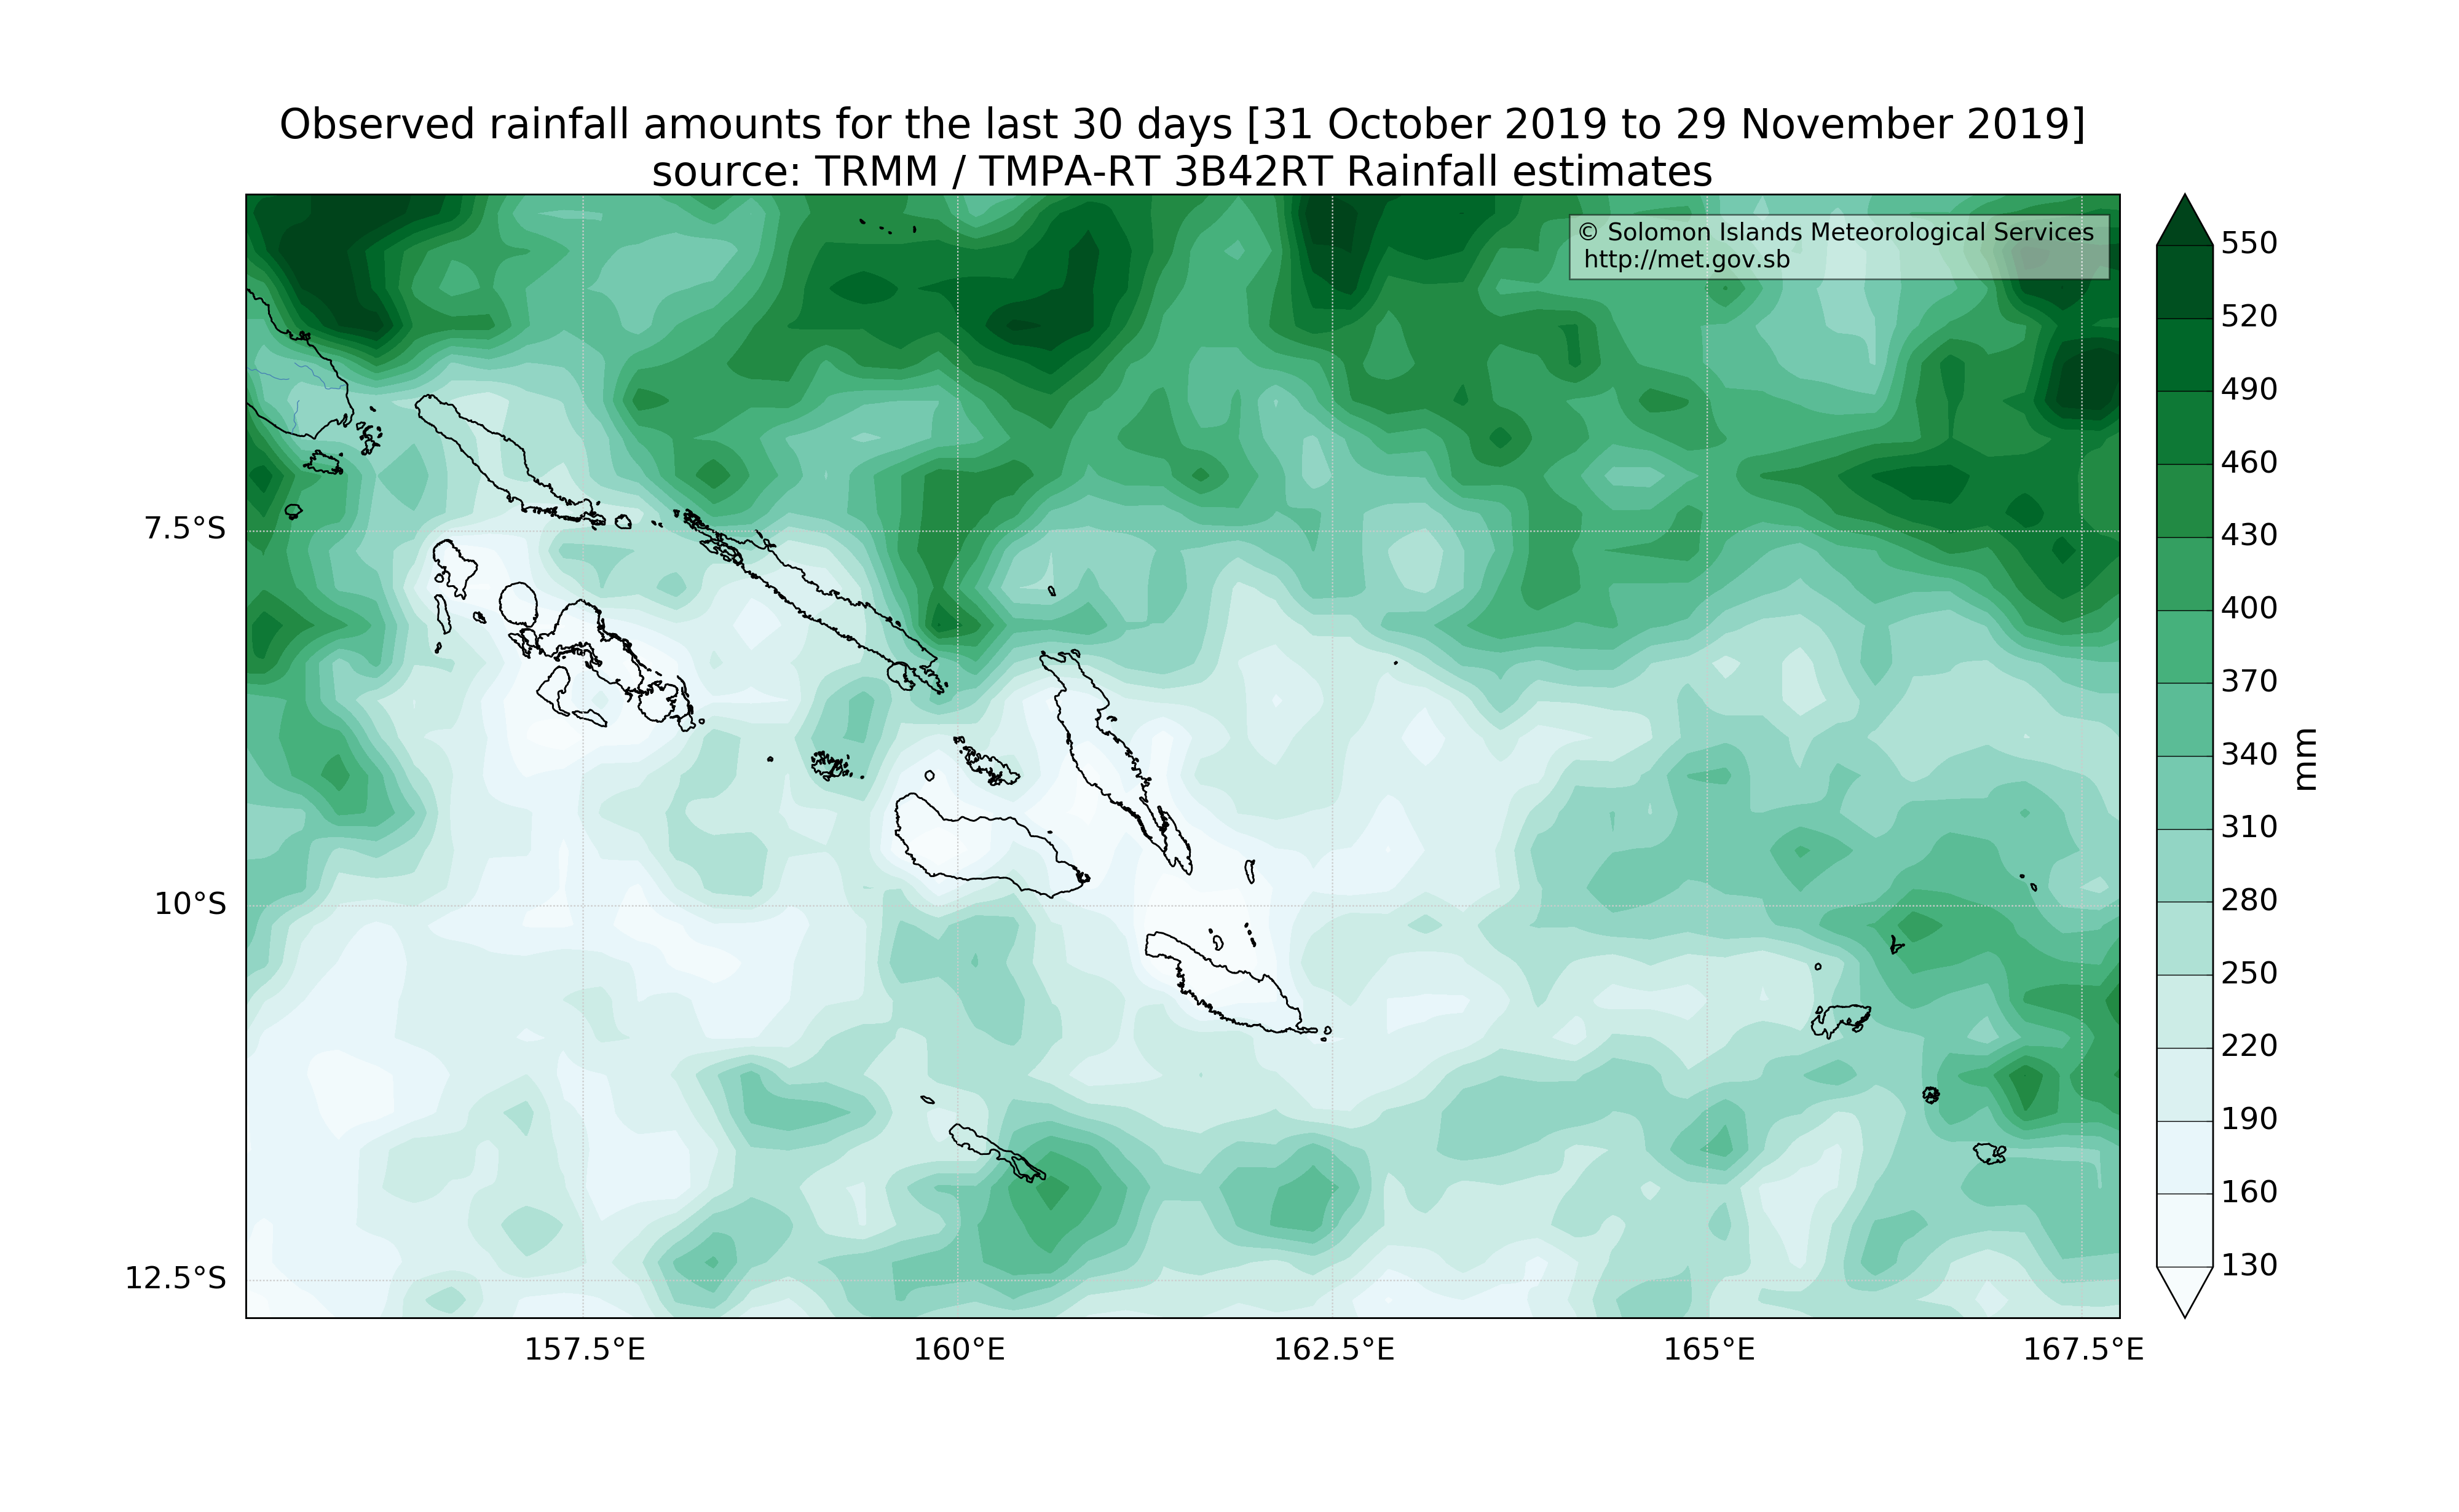 Observed rainfall amounts for the last 30 days [31 October 2019 to 29 November 2019]
source: TRMM / TMPA-RT 3B42RT Rainfall estimates
© Solomon Islands Meteorological Services
http://met.gov.sb
7.5°S
10°S
12.5°S
157.5°E
160°E
162.5°E
165°E
167.5°E
550
520
490
460
430
400
370
340
310
280
250
220
190
160
130
mm